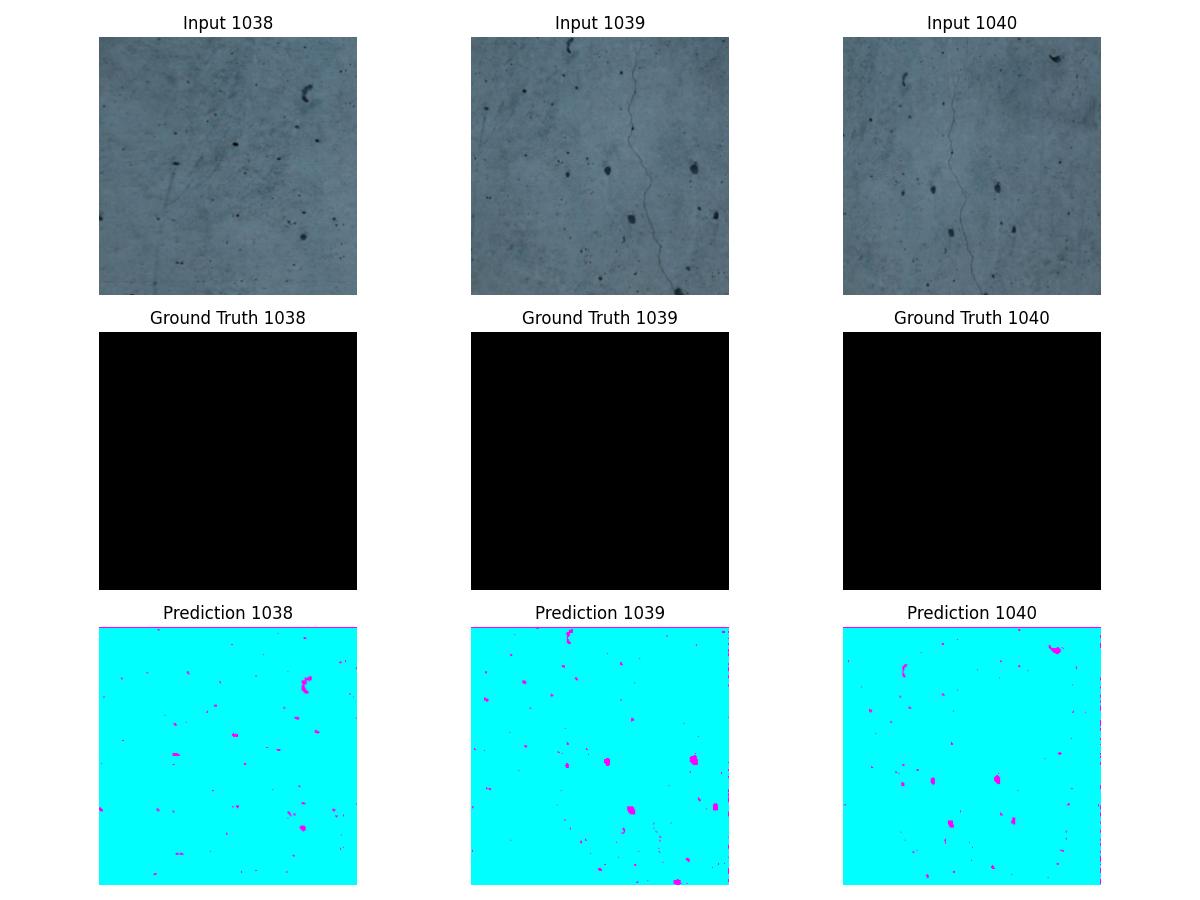 Input 1038
Input 1039
Input 1040
Ground Truth 1038
Ground Truth 1039
Ground Truth 1040
Prediction 1038
Prediction 1039
Prediction 1040